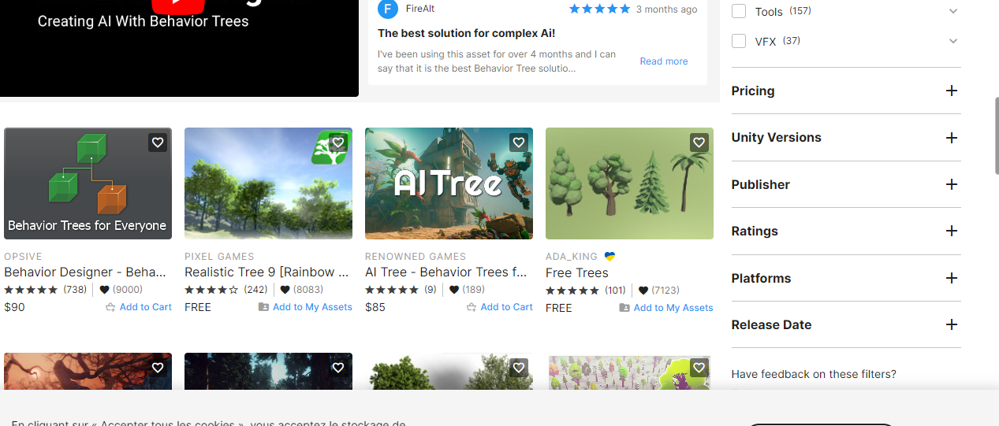 Creating AI With Behavior Trees
F
FireAlt
3 months ago
The best solution for complex Ai!
I've been using this asset for over 4 months and I can
say that it is the best Behavior Tree solutio...
Read more
Tools (157)
VFX (37)
Pricing
Unity Versions
Publisher
Ratings
Platforms
Release Date
Have feedback on these filters?
Behavior Trees for Everyone
OPSIVE
Behavior Designer - Beha...
(738) (9000)
$90 Add to Cart
PIXEL GAMES
Realistic Tree 9 [Rainbow ...
(242) (8083)
FREE Add to My Assets
AI Tree
RENOWNED GAMES
AI Tree - Behavior Trees f...
(9) (189)
$85 Add to Cart
ADA_KING
Free Trees
(101) (7123)
FREE Add to My Assets
En cliquant sur « Accepter tous les cookies », vous acceptez le stockage de